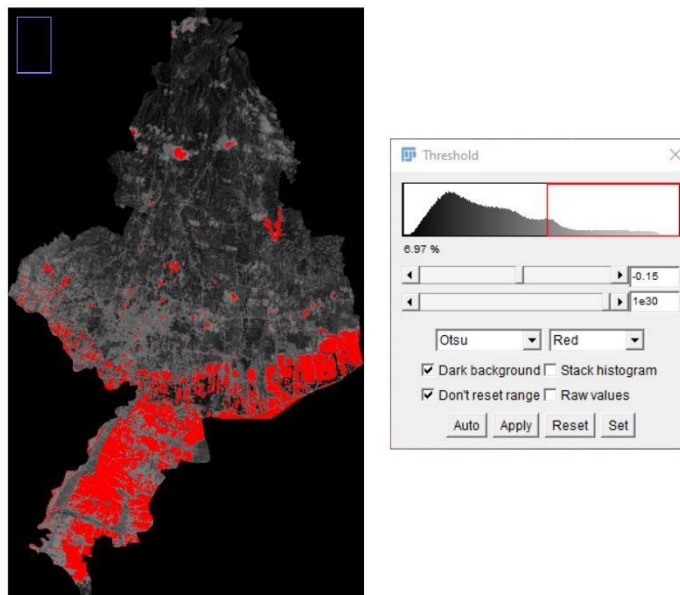 Threshold
6.97 %
-0.15
1e30
Otsu Red
Dark background Stack histogram
Don't reset range Raw values
Auto Apply Reset Set